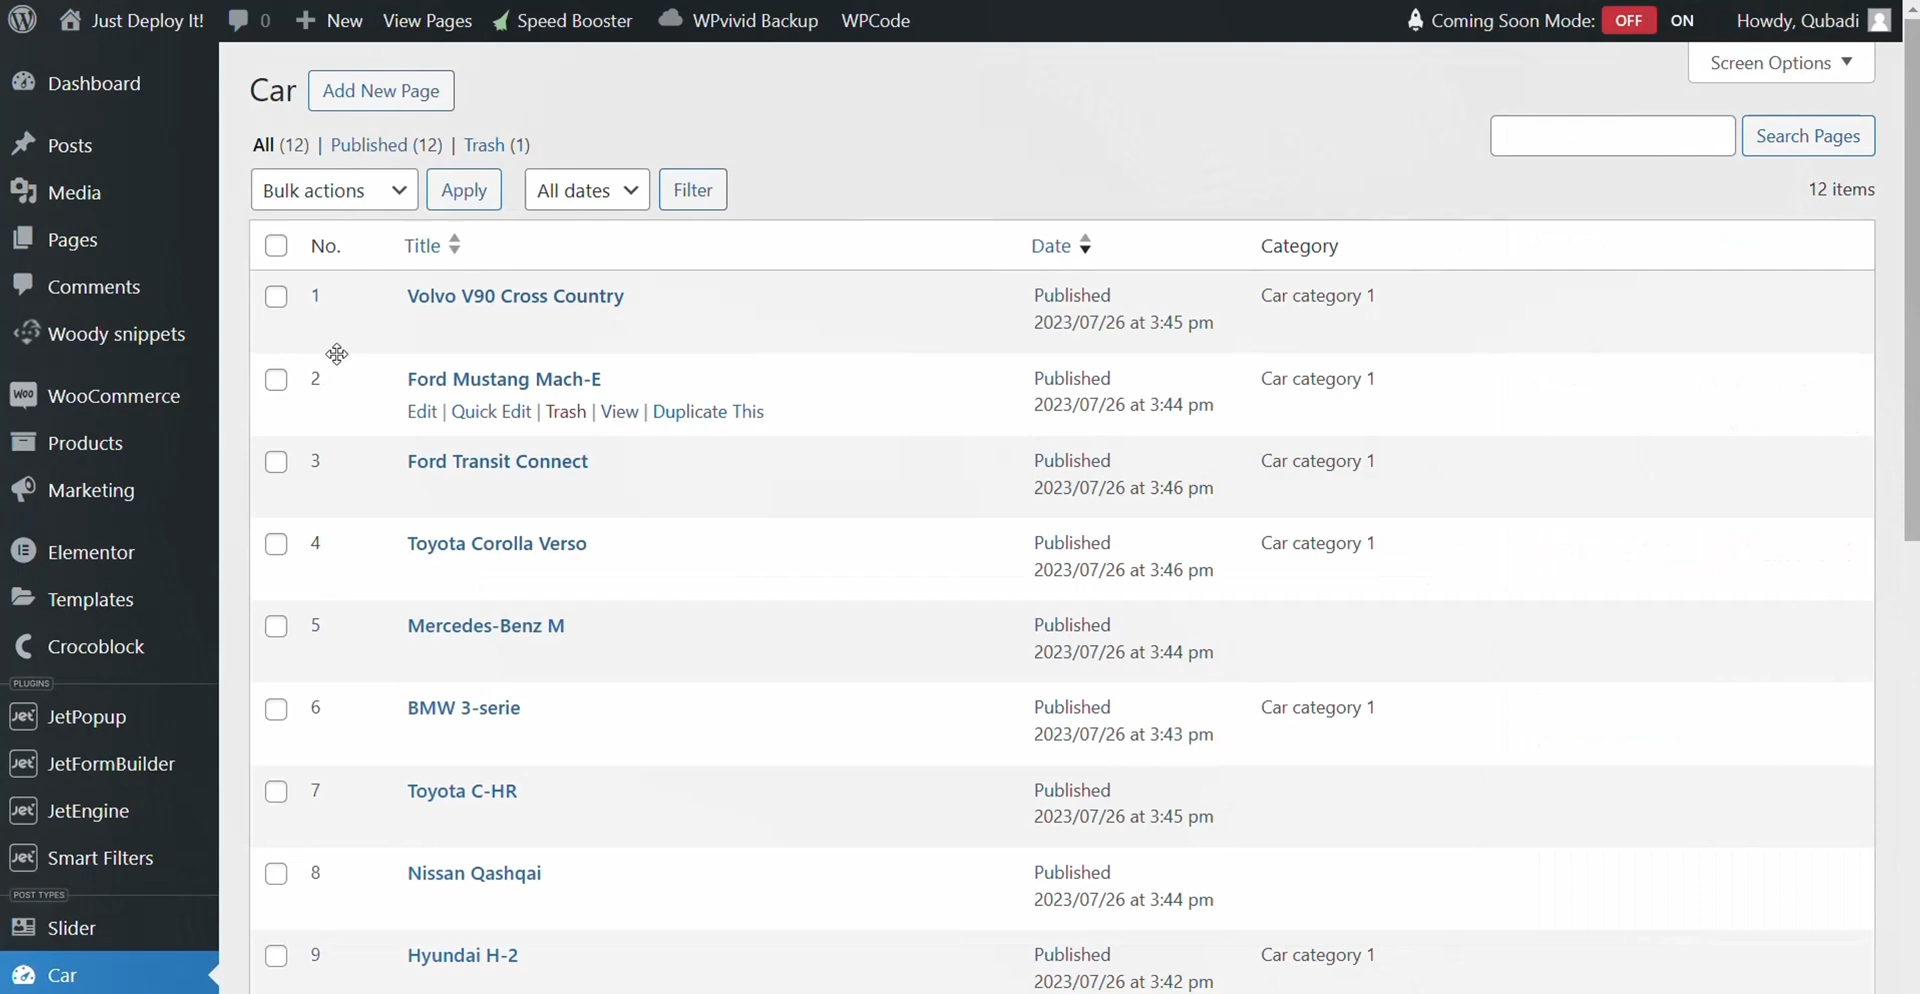 Just Deploy It! 0 New View Pages Speed Booster WPvivid Backup WPCode Coming Soon Mode: OFF ON Howdy, Qubadi
Screen Options
Dashboard
Posts
Media
Pages
Comments
Woody snippets
WooCommerce
Products
Marketing
Elementor
Templates
Crocoblock
PLUGINS
JetPopup
JetFormBuilder
JetEngine
Smart Filters
POST TYPES
Slider
Car
Car Add New Page
All (12) | Published (12) | Trash (1)
Search Pages
Bulk actions Apply All dates Filter
12 items
No. Title Date Category
1 Volvo V90 Cross Country Published Car category 1
2023/07/26 at 3:45 pm
2 Ford Mustang Mach-E Published Car category 1
Edit | Quick Edit | Trash | View | Duplicate This 2023/07/26 at 3:44 pm
3 Ford Transit Connect Published Car category 1
2023/07/26 at 3:46 pm
4 Toyota Corolla Verso Published Car category 1
2023/07/26 at 3:46 pm
5 Mercedes-Benz M Published
2023/07/26 at 3:44 pm
6 BMW 3-serie Published Car category 1
2023/07/26 at 3:43 pm
7 Toyota C-HR Published
2023/07/26 at 3:45 pm
8 Nissan Qashqai Published
2023/07/26 at 3:44 pm
9 Hyundai H-2 Published Car category 1
2023/07/26 at 3:42 pm